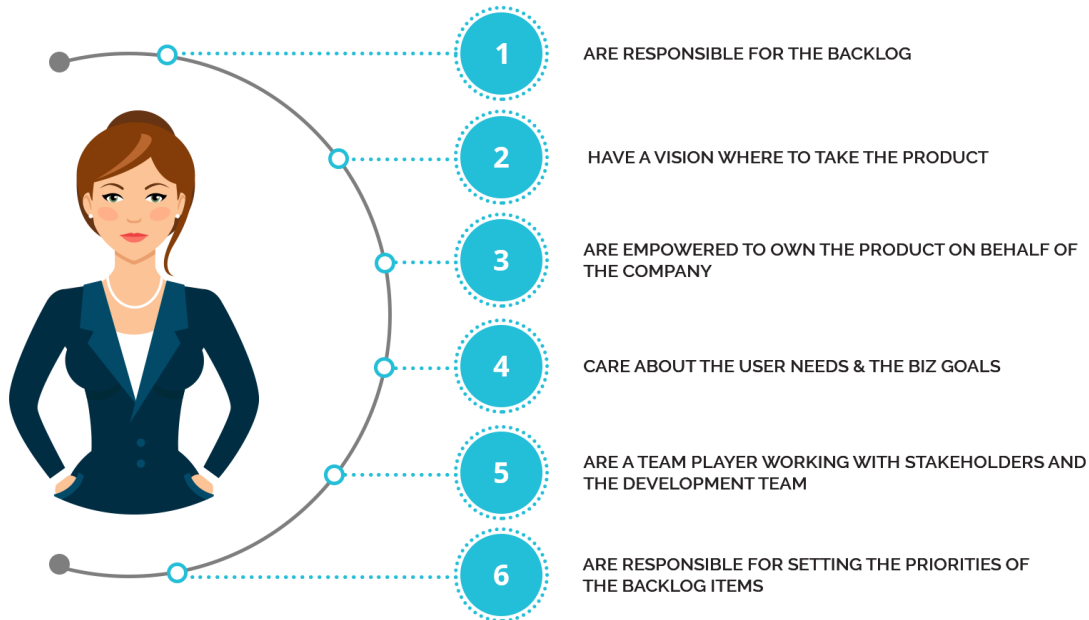 1
ARE RESPONSIBLE FOR THE BACKLOG
2
HAVE A VISION WHERE TO TAKE THE PRODUCT
3
ARE EMPOWERED TO OWN THE PRODUCT ON BEHALF OF
THE COMPANY
4
CARE ABOUT THE USER NEEDS & THE BIZ GOALS
5
ARE A TEAM PLAYER WORKING WITH STAKEHOLDERS AND
THE DEVELOPMENT TEAM
6
ARE RESPONSIBLE FOR SETTING THE PRIORITIES OF
THE BACKLOG ITEMS